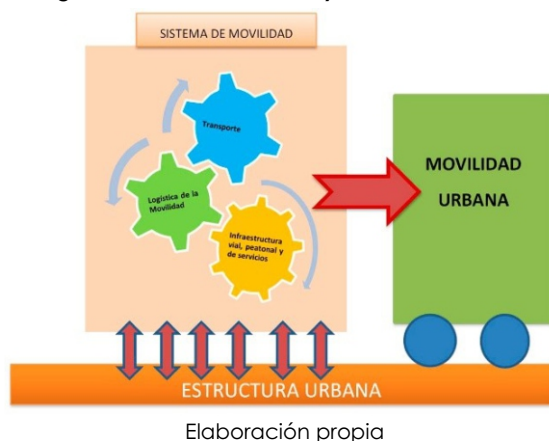 SISTEMA DE MOVILIDAD
Transporte
Logística de la
Movilidad
Infraestructura
vial, peatonal y
de servicios
MOVILIDAD
URBANA
ESTRUCTURA URBANA
Elaboración propia